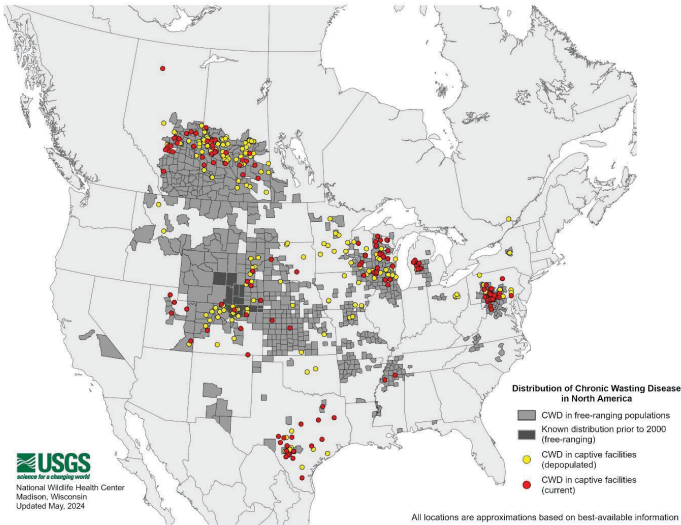 Distribution of Chronic Wasting Disease
in North America
CWD in free-ranging populations
Known distribution prior to 2000
(free-ranging)
CWD in captive facilities
(depopulated)
CWD in captive facilities
(current)
USGS
science for a changing world
National Wildlife Health Center
Madison, Wisconsin
Updated May, 2024
All locations are approximations based on best-available information